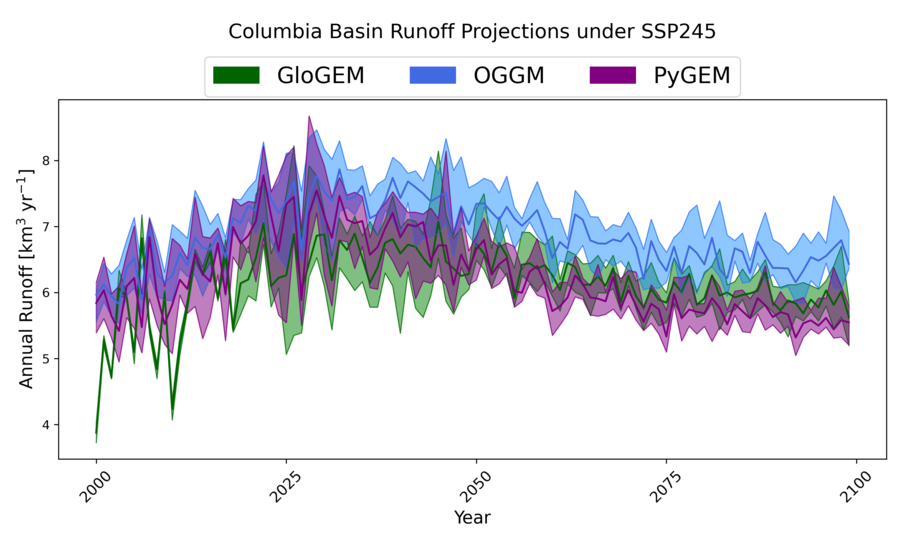 Columbia Basin Runoff Projections under SSP245
GloGEM OGGM PyGEM
Annual Runoff [km³ yr⁻¹]
8
7
6
5
4
2000 2025 2050 2075 2100
Year